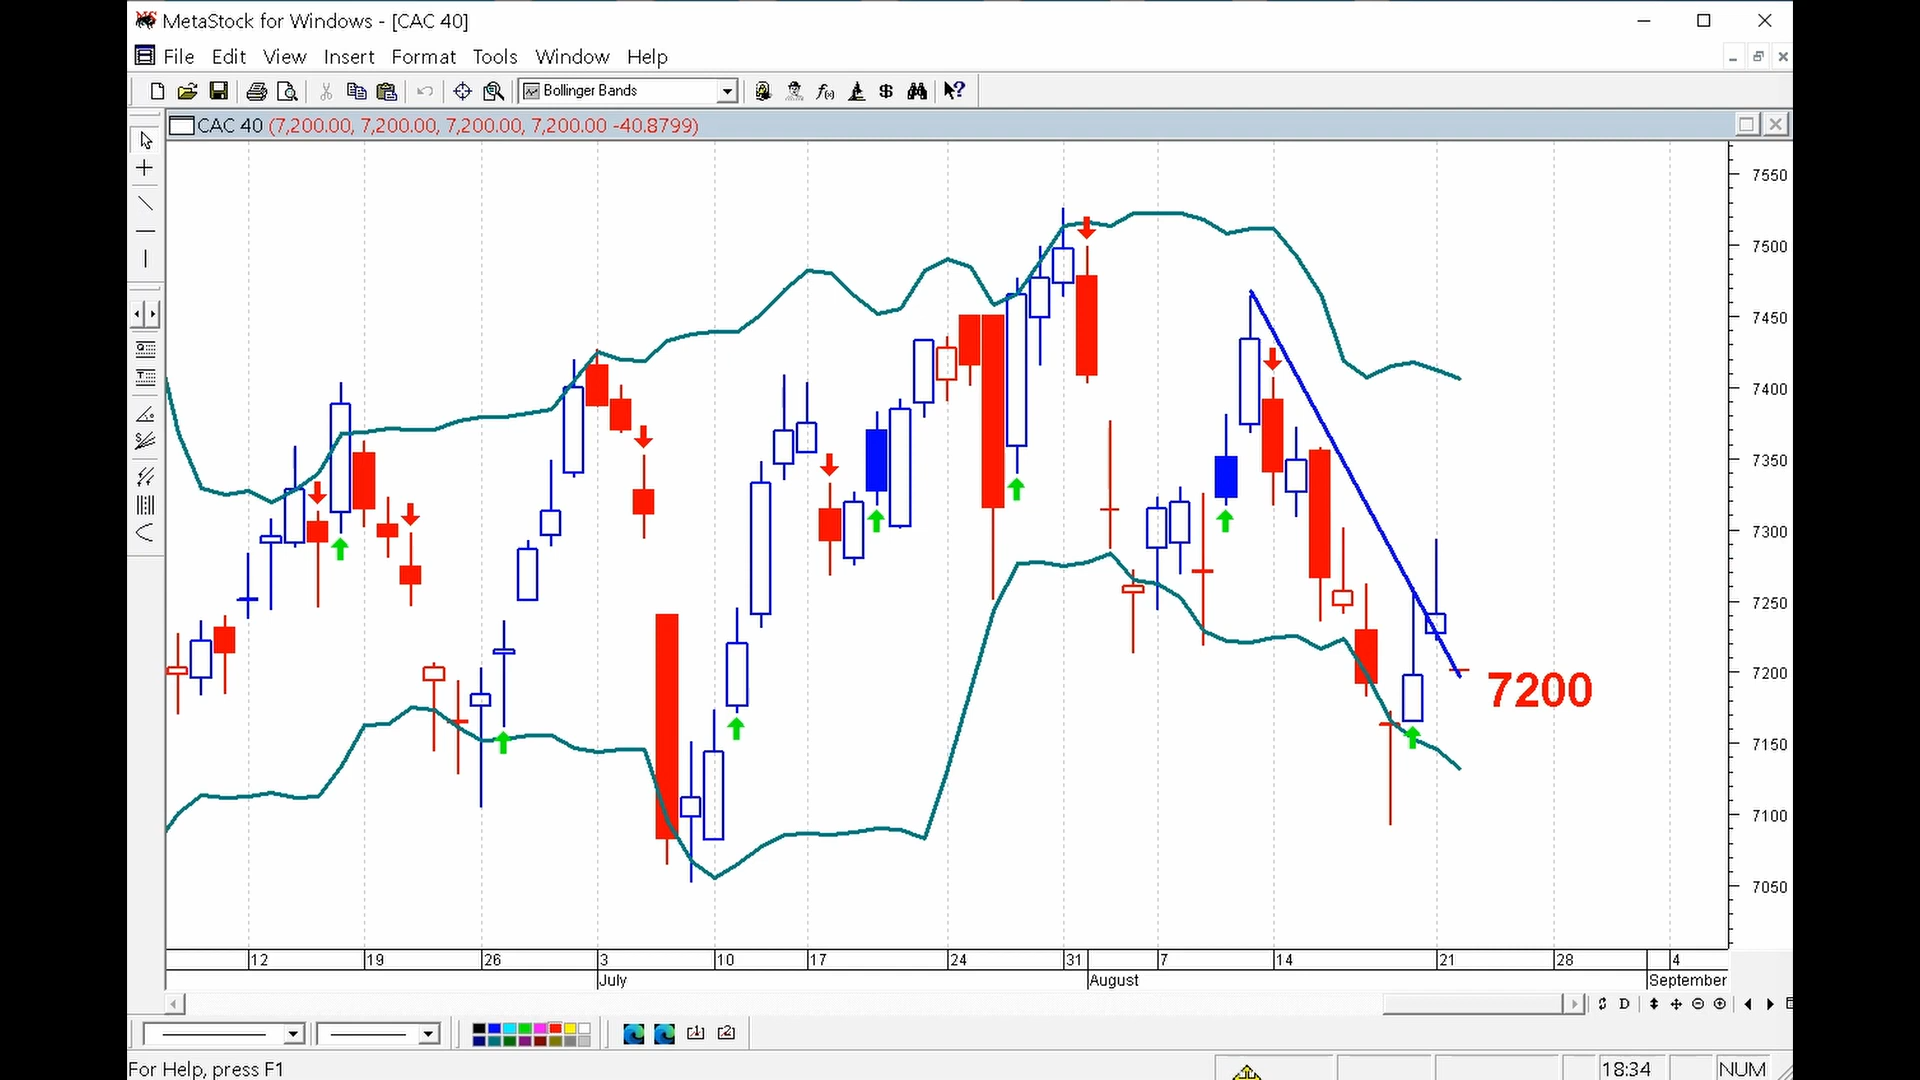 MetaStock for Windows - [CAC 40]
File Edit View Insert Format Tools Window Help
Bollinger Bands
CAC 40 (7,200.00, 7,200.00, 7,200.00, 7,200.00 -40.8799)
7550
7500
7450
7400
7350
7300
7250
7200
7150
7100
7050
7200
12 19 26 3 10 17 24 31 7 14 21 28 4
July August September
D
For Help, press F1
18:34 NUM